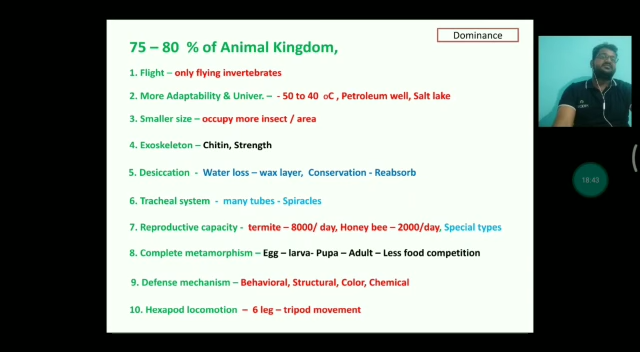 Dominance
75 – 80 % of Animal Kingdom,
1. Flight – only flying invertebrates
2. More Adaptability & Univer. – - 50 to 40 oC , Petroleum well, Salt lake
3. Smaller size – occupy more insect / area
4. Exoskeleton – Chitin, Strength
5. Desiccation - Water loss – wax layer, Conservation - Reabsorb
6. Tracheal system - many tubes - Spiracles
7. Reproductive capacity - termite – 8000/ day, Honey bee – 2000/day, Special types
8. Complete metamorphism – Egg – larva- Pupa – Adult – Less food competition
9. Defense mechanism – Behavioral, Structural, Color, Chemical
10. Hexapod locomotion – 6 leg – tripod movement
18:43